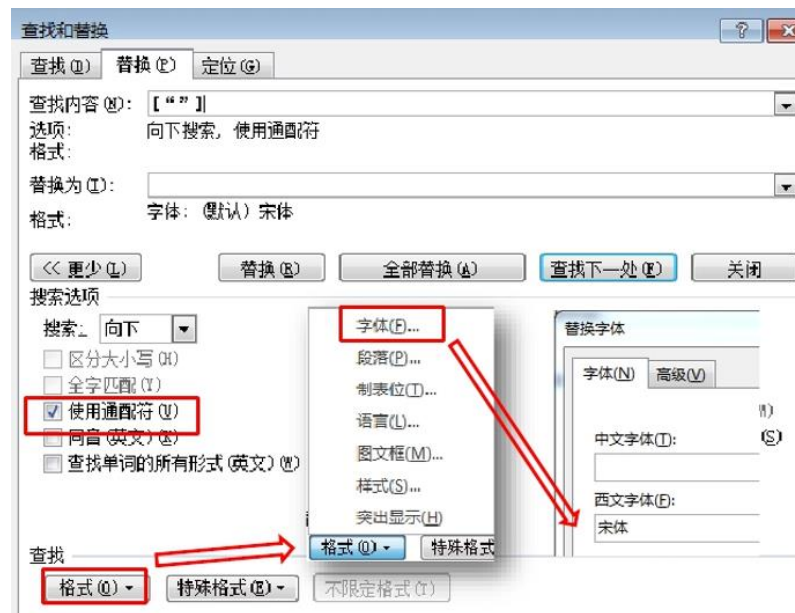 查找和替换
查找(D) 替换(P) 定位(G)
查找内容(N): [“”]
选项: 向下搜索, 使用通配符
格式:
替换为(I):
格式: 字体: (默认) 宋体
<< 更少(L) 替换(R) 全部替换(A) 查找下一处(F) 关闭
搜索选项
搜索: 向下
区分大小写(H)
全字匹配(Y)
使用通配符(U)
同音(英文)(K)
查找单词的所有形式(英文)(W)
字体(F)...
段落(P)...
制表位(T)...
语言(L)...
图文框(M)...
样式(S)...
突出显示(H)
格式(O) 特殊格式
替换字体
字体(N) 高级(V)
中文字体(T):
(S)
西文字体(F):
宋体
查找
格式(O) 特殊格式(E) 不限定格式(T)